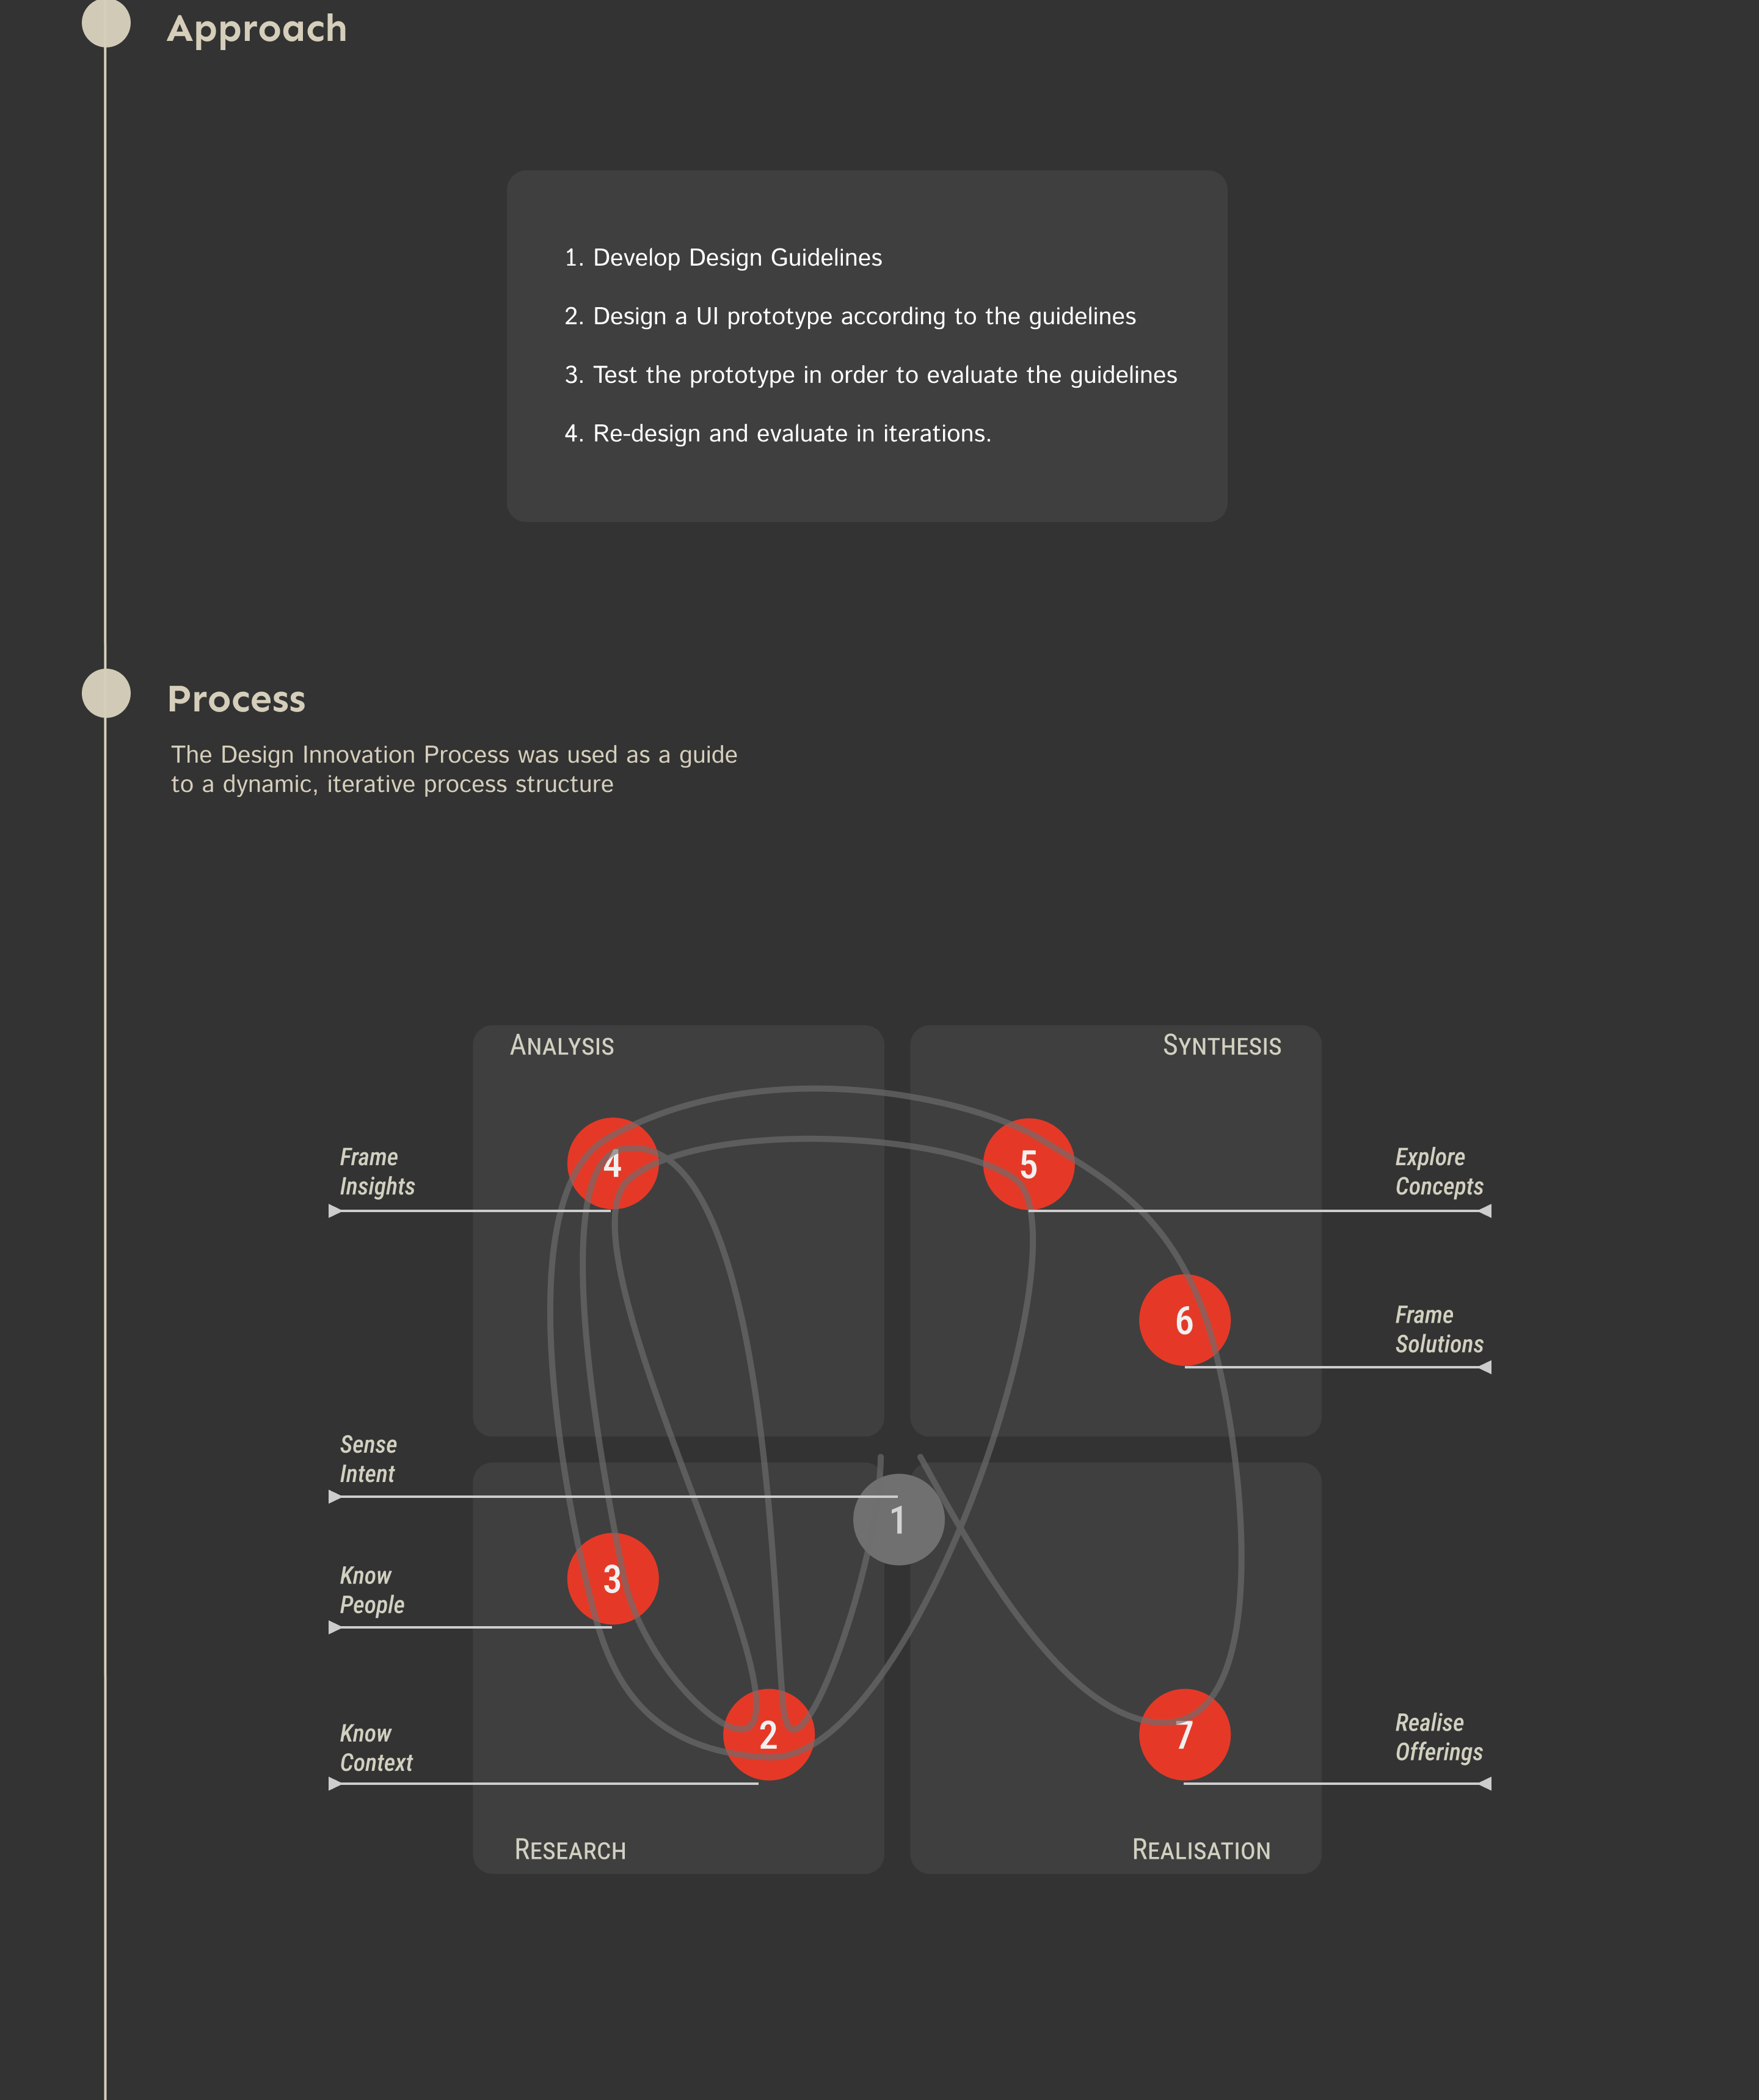 Approach
1. Develop Design Guidelines
2. Design a UI prototype according to the guidelines
3. Test the prototype in order to evaluate the guidelines
4. Re-design and evaluate in iterations.
Process
The Design Innovation Process was used as a guide
to a dynamic, iterative process structure
Analysis
Synthesis
Frame
Insights
4
5
Explore
Concepts
6
Frame
Solutions
Sense
Intent
1
Know
People
3
Know
Context
2
7
Realise
Offerings
Research
Realisation